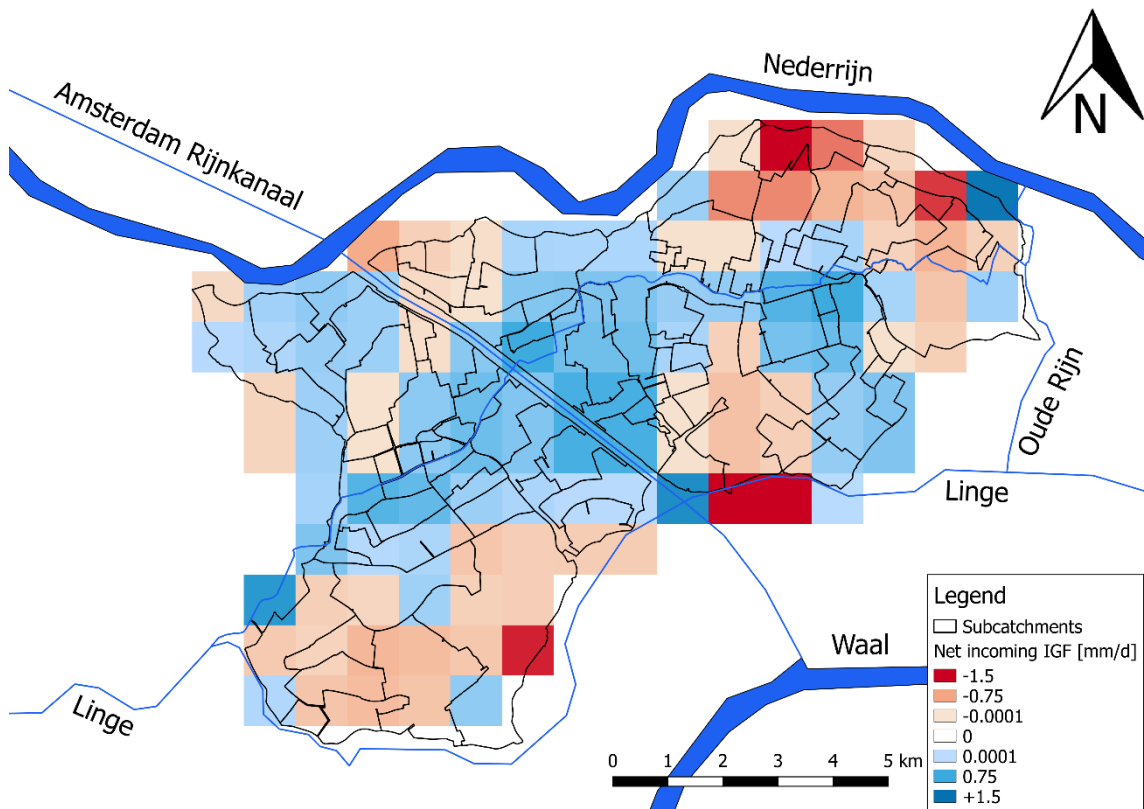 Nederrijn
Amsterdam Rijnkanaal
N
Oude Rijn
Linge
Waal
Linge
0 1 2 3 4 5 km
Legend
Subcatchments
Net incoming IGF [mm/d]
-1.5
-0.75
-0.0001
0
0.0001
0.75
+1.5